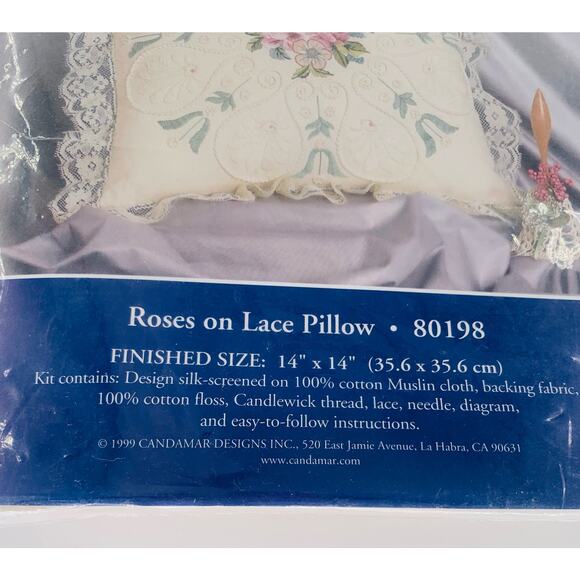 Roses on Lace Pillow • 80198
FINISHED SIZE: 14" x 14" (35.6 x 35.6 cm)
Kit contains: Design silk-screened on 100% cotton Muslin cloth, backing fabric,
100% cotton floss, Candlewick thread, lace, needle, diagram,
and easy-to-follow instructions.
© 1999 CANDAMAR DESIGNS INC., 520 East Jamie Avenue, La Habra, CA 90631
www.candamar.com